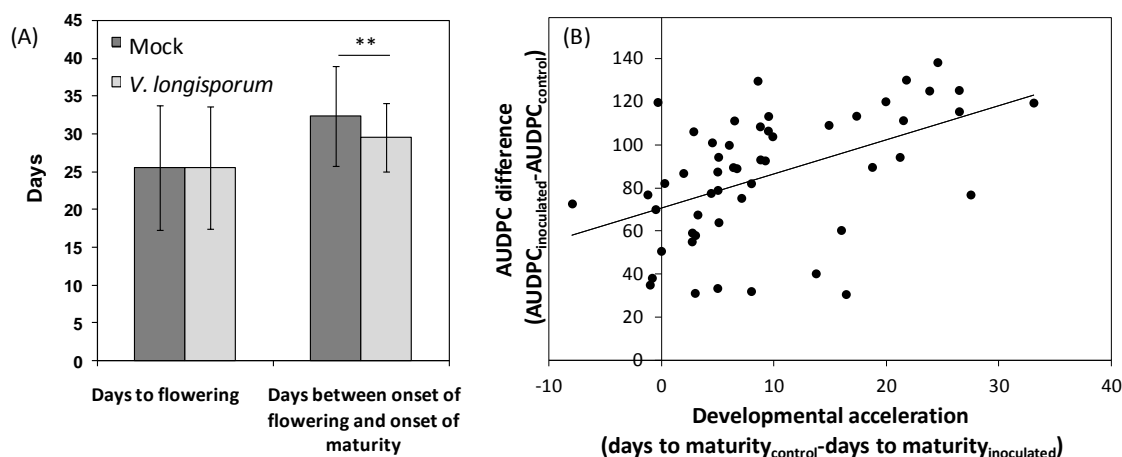 (A)
45
40
35
30
25
20
15
10
5
0
Days
Mock
V. longisporum
**
Days to flowering
Days between onset of
flowering and onset of
maturity
(B)
AUDPC difference
(AUDPCinoculated-AUDPCcontrol)
140
120
100
80
60
40
20
0
-10 0 10 20 30 40
Developmental acceleration
(days to maturitycontrol-days to maturityinoculated)